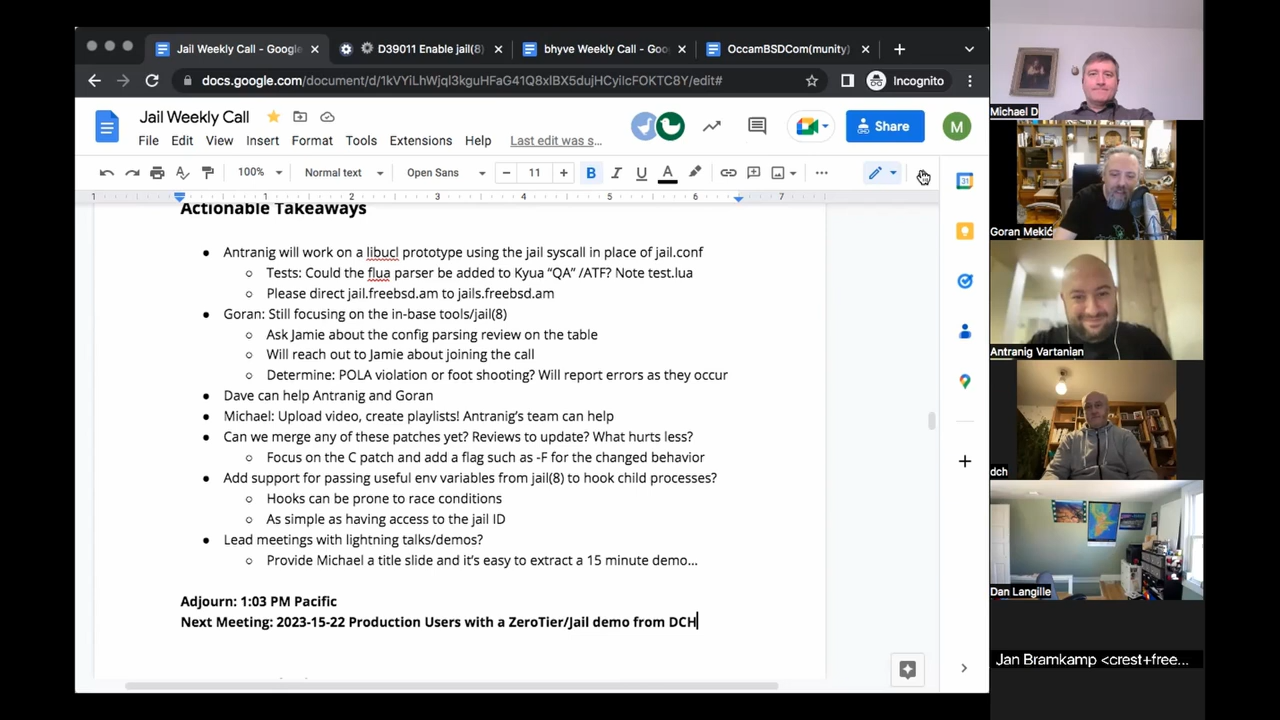 Jail Weekly Call - Google
D39011 Enable jail(8)
bhyve Weekly Call - Goo
OccamBSDCom(munity)
docs.google.com/document/d/1kYYiLhWjql3kguHFaG41Q8xIBX5dujHCyilcFOKTC8Y/edit#
Incognito
Jail Weekly Call
File Edit View Insert Format Tools Extensions Help Last edit was s...
Share
M
100% Normal text Open Sans 11 B I U A
1 1 2 3 4 5 6 7
31
Actionable Takeaways
Antranig will work on a libucl prototype using the jail syscall in place of jail.conf
Tests: Could the flua parser be added to Kyua “QA” /ATF? Note test.lua
Please direct jail.freebsd.am to jails.freebsd.am
Goran: Still focusing on the in-base tools/jail(8)
Ask Jamie about the config parsing review on the table
Will reach out to Jamie about joining the call
Determine: POLA violation or foot shooting? Will report errors as they occur
Dave can help Antranig and Goran
Michael: Upload video, create playlists! Antranig’s team can help
Can we merge any of these patches yet? Reviews to update? What hurts less?
Focus on the C patch and add a flag such as -F for the changed behavior
Add support for passing useful env variables from jail(8) to hook child processes?
Hooks can be prone to race conditions
As simple as having access to the jail ID
Lead meetings with lightning talks/demos?
Provide Michael a title slide and it’s easy to extract a 15 minute demo...
Adjourn: 1:03 PM Pacific
Next Meeting: 2023-15-22 Production Users with a ZeroTier/Jail demo from DCH
Michael D
Goran Mekić
Antranig Vartanian
dch
Dan Langille
Jan Bramkamp <crest+free...